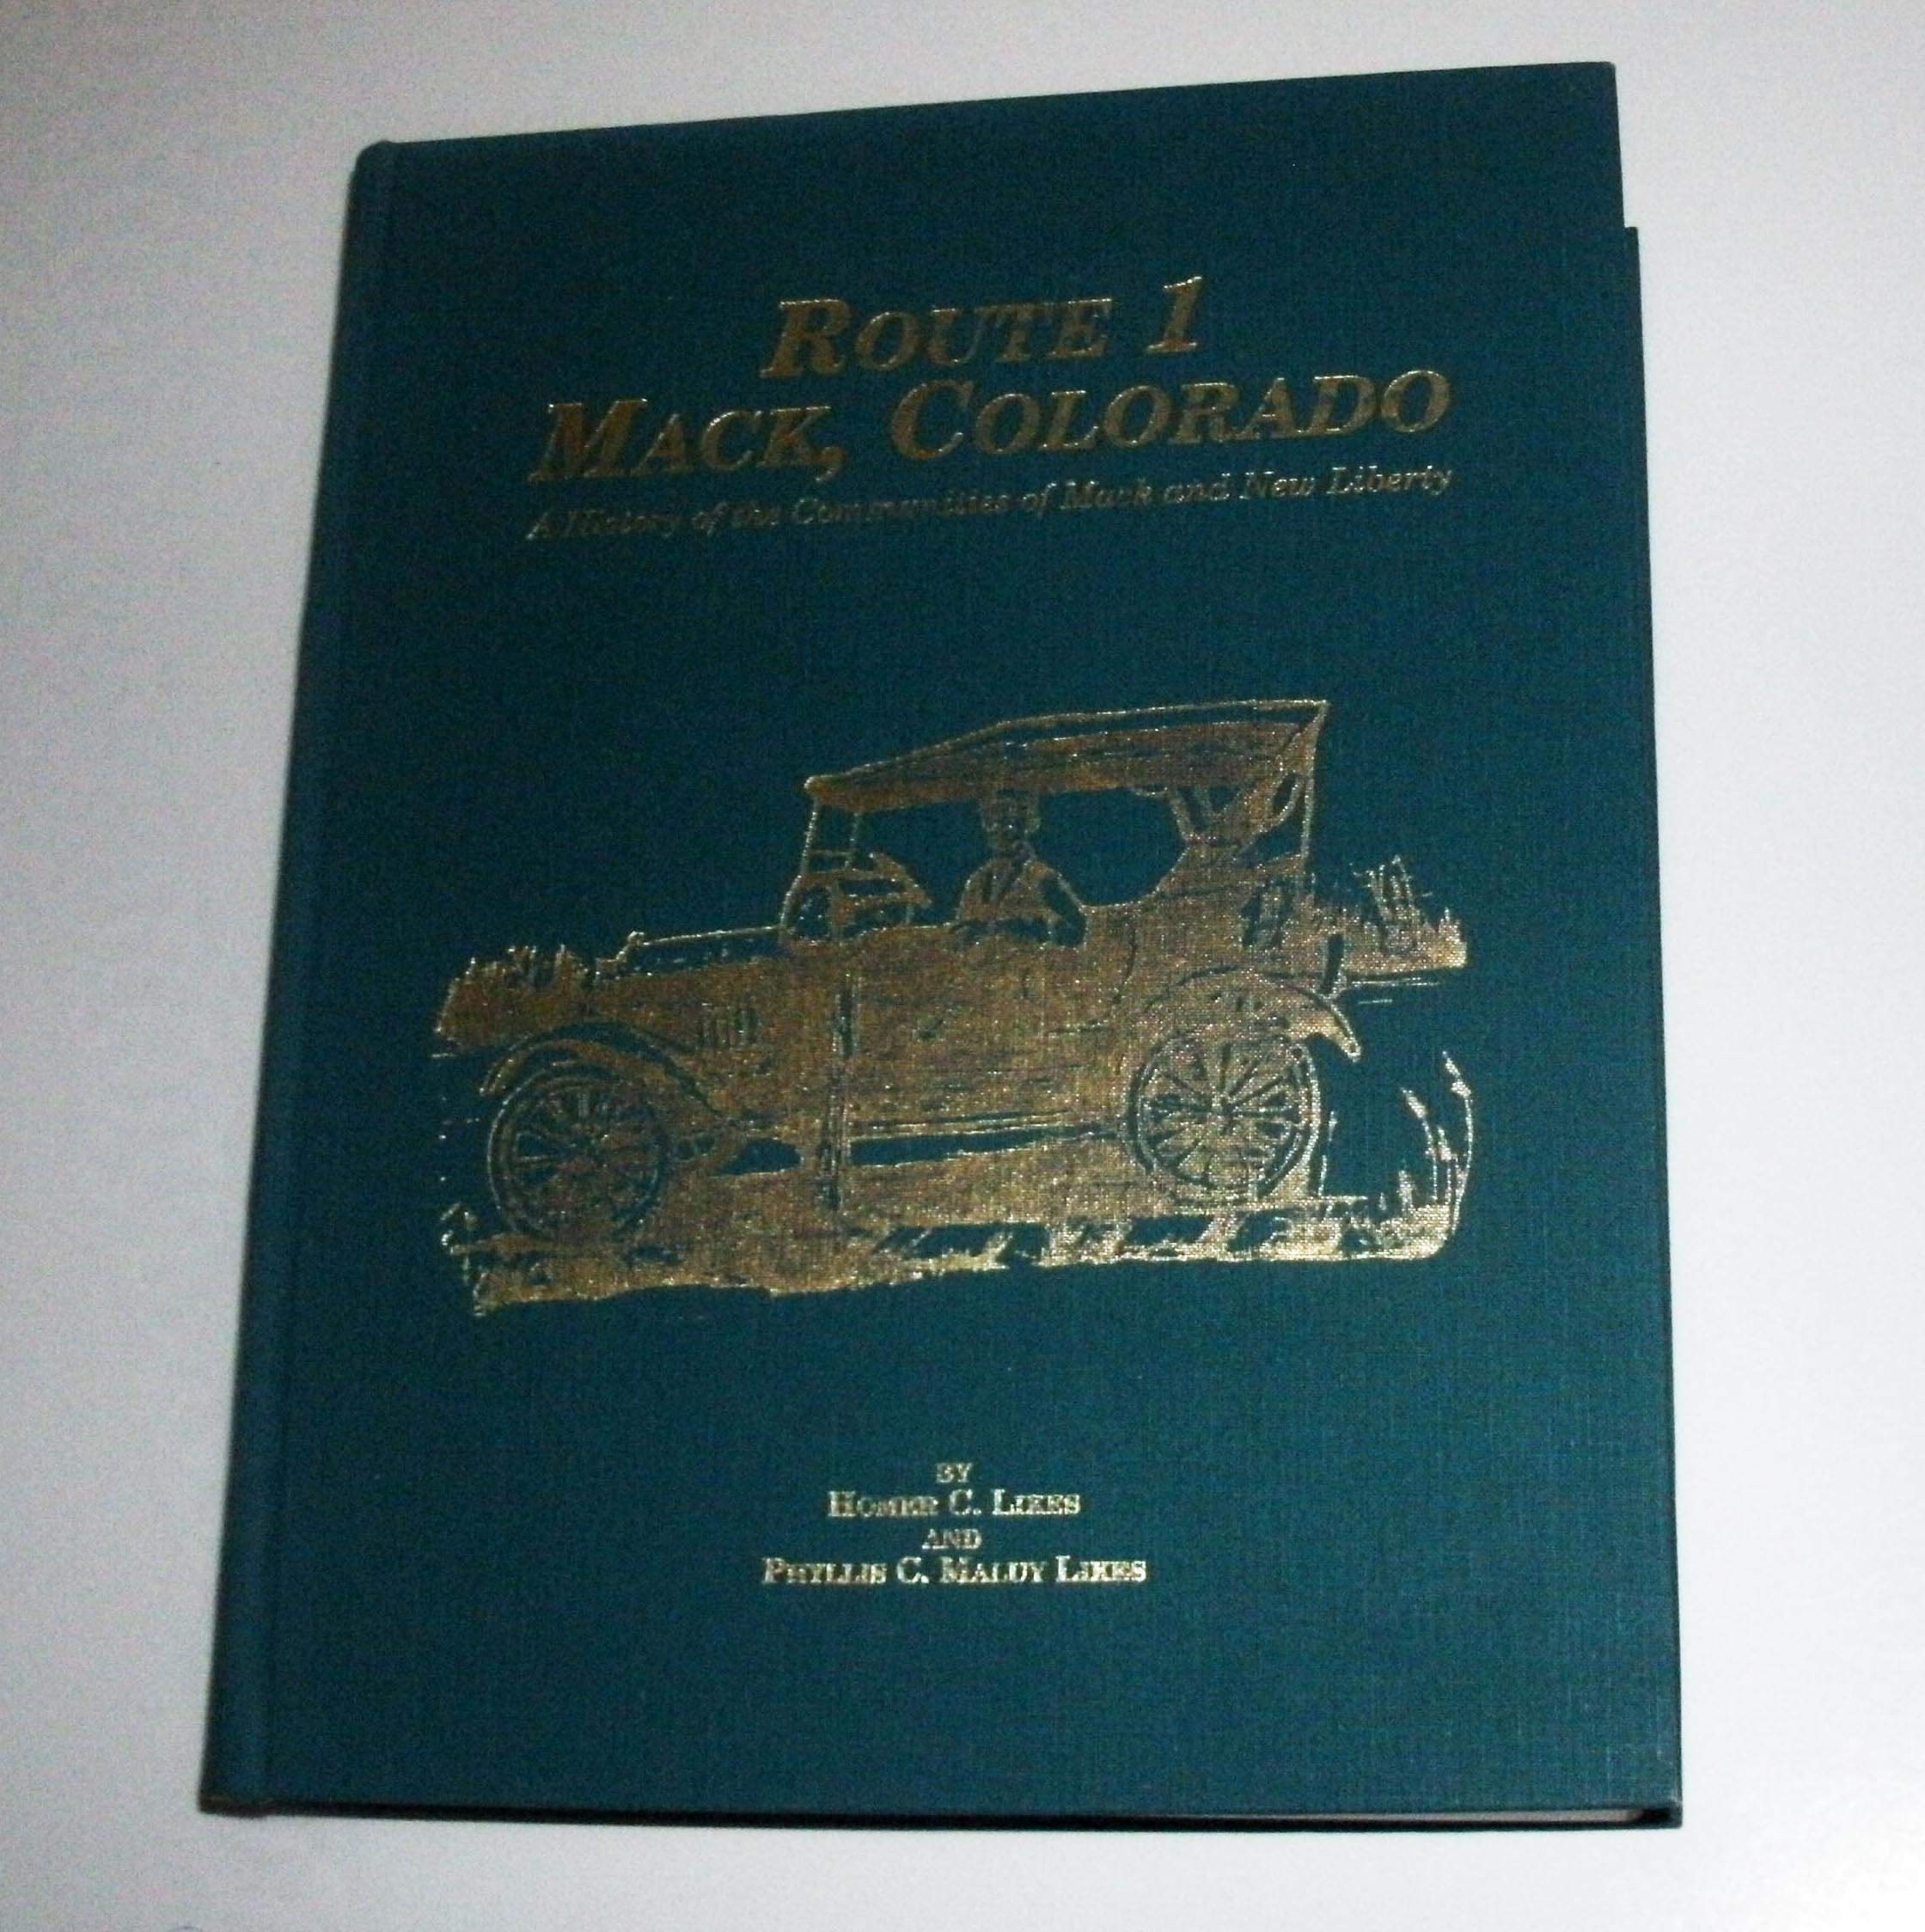 ROUTE 1
MACK, COLORADO
A History of the Communities of Mack and New Liberty
BY
HOMER C. LIKES
AND
PHYLLIS C. MALUY LIKES